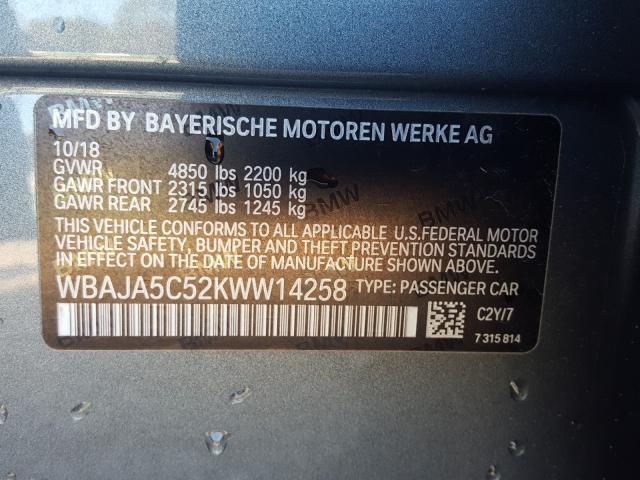 MFD BY BAYERISCHE MOTOREN WERKE AG
10/18
GVWR 4850 lbs 2200 kg
GAWR FRONT 2315 lbs 1050 kg
GAWR REAR 2745 lbs 1245 kg
THIS VEHICLE CONFORMS TO ALL APPLICABLE U.S.FEDERAL MOTOR
VEHICLE SAFETY, BUMPER AND THEFT PREVENTION STANDARDS
IN EFFECT ON THE DATE OF MANUFACTURE SHOWN ABOVE.
WBAJA5C52KWW14258 TYPE: PASSENGER CAR
C2Y/7
7 315 814
BMW
BMW
BMW